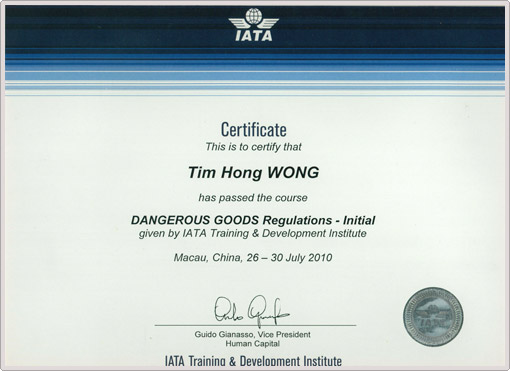 IATA
Certificate
This is to certify that
Tim Hong WONG
has passed the course
DANGEROUS GOODS Regulations - Initial
given by IATA Training & Development Institute
Macau, China, 26 – 30 July 2010
Guido Gianasso, Vice President
Human Capital
IATA Training & Development Institute